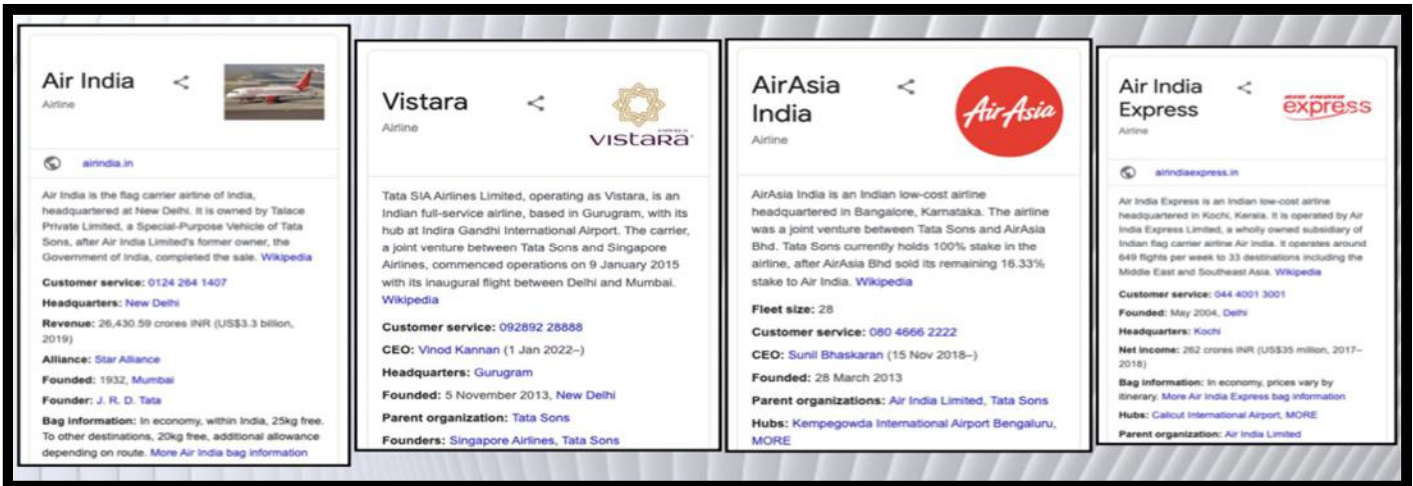 Air India
Airline
airindia.in
Air India is the flag carrier airline of India,
headquartered at New Delhi. It is owned by Talace
Private Limited, a Special-Purpose Vehicle of Tata
Sons, after Air India Limited's former owner, the
Government of India, completed the sale. Wikipedia
Customer service: 0124 264 1407
Headquarters: New Delhi
Revenue: 26,430.59 crores INR (US$3.3 billion,
2019)
Alliance: Star Alliance
Founded: 1932, Mumbai
Founder: J. R. D. Tata
Bag information: In economy, within India, 25kg free.
To other destinations, 20kg free, additional allowance
depending on route. More Air India bag information
Vistara
Airline
VISTARA
Tata SIA Airlines Limited, operating as Vistara, is an
Indian full-service airline, based in Gurugram, with its
hub at Indira Gandhi International Airport. The carrier,
a joint venture between Tata Sons and Singapore
Airlines, commenced operations on 9 January 2015
with its inaugural flight between Delhi and Mumbai.
Wikipedia
Customer service: 092892 28888
CEO: Vinod Kannan (1 Jan 2022–)
Headquarters: Gurugram
Founded: 5 November 2013, New Delhi
Parent organization: Tata Sons
Founders: Singapore Airlines, Tata Sons
AirAsia
India
Airline
AirAsia
AirAsia India is an Indian low-cost airline
headquartered in Bangalore, Karnataka. The airline
was a joint venture between Tata Sons and AirAsia
Bhd. Tata Sons currently holds 100% stake in the
airline, after AirAsia Bhd sold its remaining 16.33%
stake to Air India. Wikipedia
Fleet size: 28
Customer service: 080 4666 2222
CEO: Sunil Bhaskaran (15 Nov 2018–)
Founded: 28 March 2013
Parent organizations: Air India Limited, Tata Sons
Hubs: Kempegowda International Airport Bengaluru,
MORE
Air India
Express
Airline
AIR INDIA
express
airindiaexpress.in
Air India Express is an Indian low-cost airline
headquartered in Kochi, Kerala. It is operated by Air
India Express Limited, a wholly owned subsidiary of
Indian flag carrier airline Air India. It operates around
649 flights per week to 33 destinations including the
Middle East and Southeast Asia. Wikipedia
Customer service: 044 4001 3001
Founded: May 2004, Delhi
Headquarters: Kochi
Net income: 262 crores INR (US$35 million, 2017–
2018)
Bag information: In economy, prices vary by
itinerary. More Air India Express bag information
Hubs: Calicut International Airport, MORE
Parent organization: Air India Limited